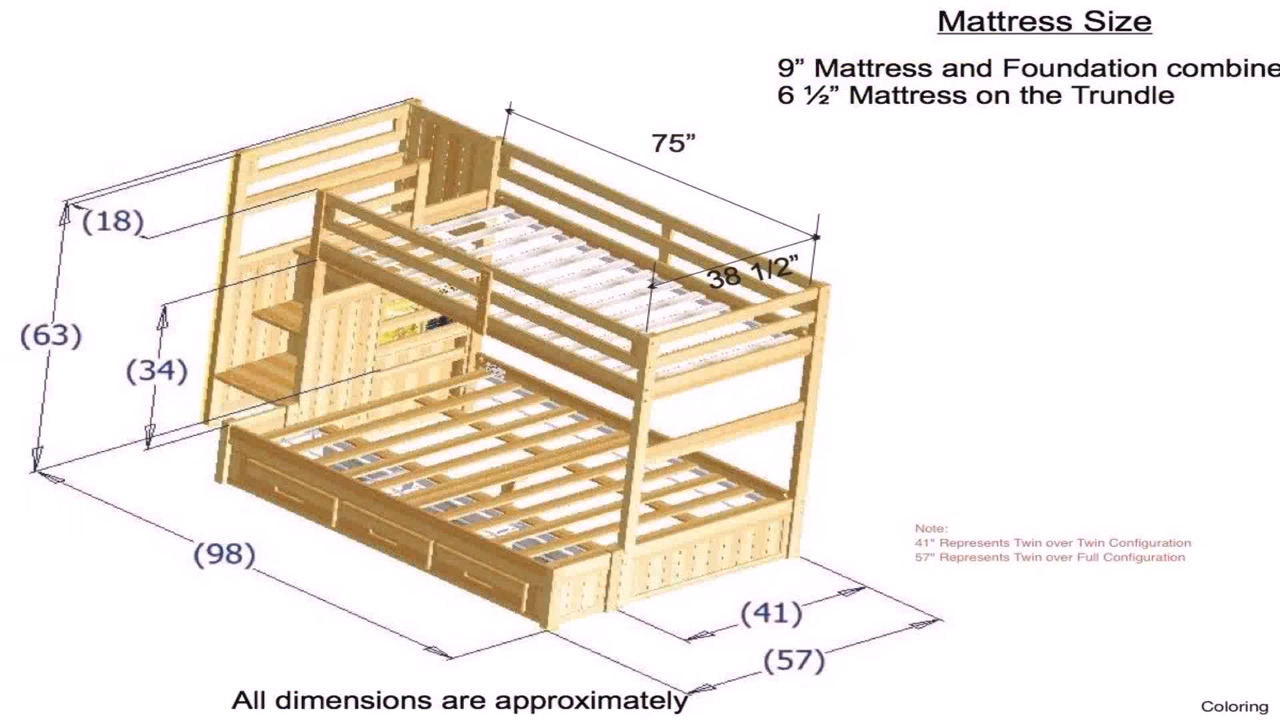 Mattress Size
9” Mattress and Foundation combine
6 ½” Mattress on the Trundle
75”
38 1/2”
(18)
(63)
(34)
(98)
(41)
(57)
Note:
41" Represents Twin over Twin Configuration
57" Represents Twin over Full Configuration
All dimensions are approximately
Coloring